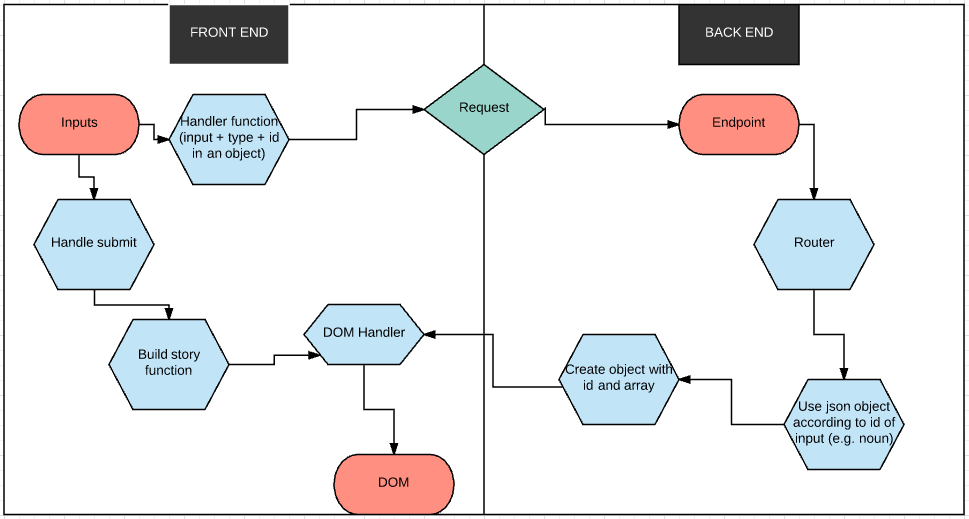 FRONT END
BACK END
Inputs
Handler function
(input + type + id
in an object)
Request
Endpoint
Handle submit
Router
Build story
function
DOM Handler
Create object with
id and array
Use json object
according to id of
input (e.g. noun)
DOM